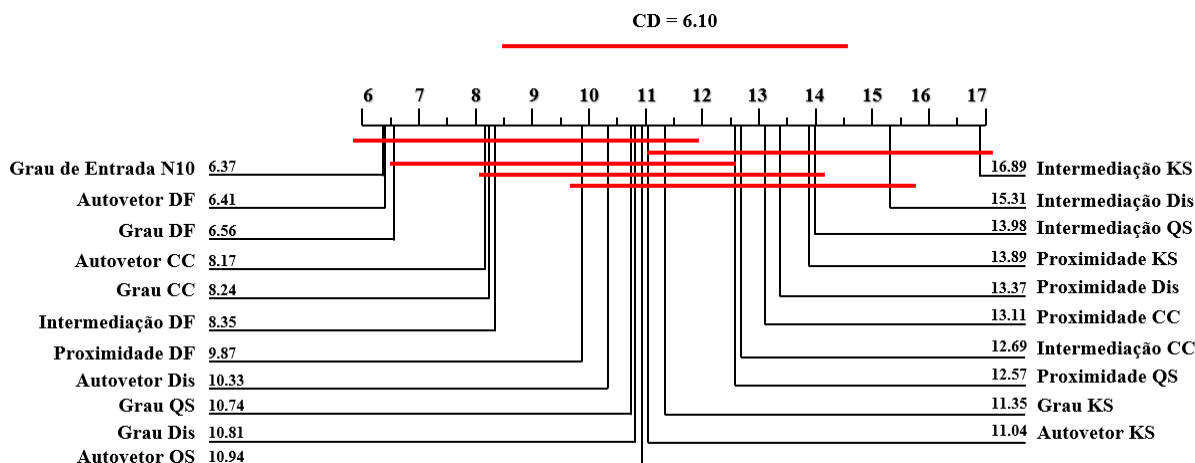 CD = 6.10
6 7 8 9 10 11 12 13 14 15 16 17
Grau de Entrada N10 6.37
Autovetor DF 6.41
Grau DF 6.56
Autovetor CC 8.17
Grau CC 8.24
Intermediação DF 8.35
Proximidade DF 9.87
Autovetor Dis 10.33
Grau QS 10.74
Grau Dis 10.81
Autovetor QS 10.94
16.89 Intermediação KS
15.31 Intermediação Dis
13.98 Intermediação QS
13.89 Proximidade KS
13.37 Proximidade Dis
13.11 Proximidade CC
12.69 Intermediação CC
12.57 Proximidade QS
11.35 Grau KS
11.04 Autovetor KS